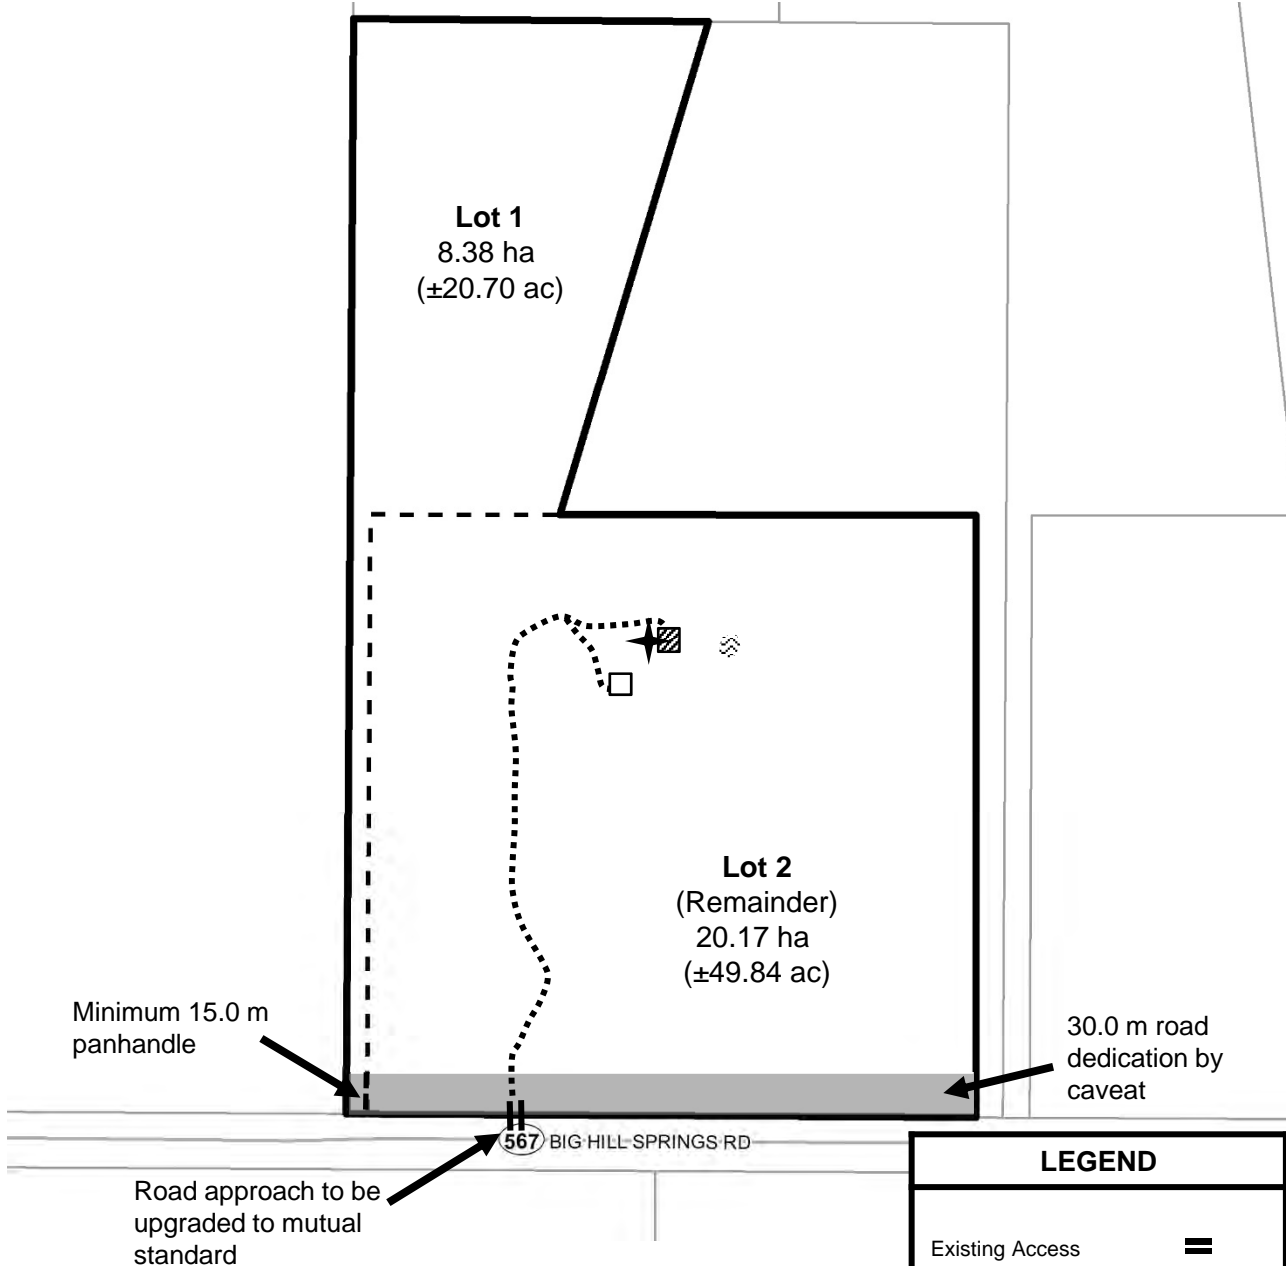 Lot 1
8.38 ha
(±20.70 ac)
Lot 2
(Remainder)
20.17 ha
(±49.84 ac)
Minimum 15.0 m
panhandle
30.0 m road
dedication by
caveat
567 BIG HILL SPRINGS RD
Road approach to be
upgraded to mutual
standard
LEGEND
Existing Access